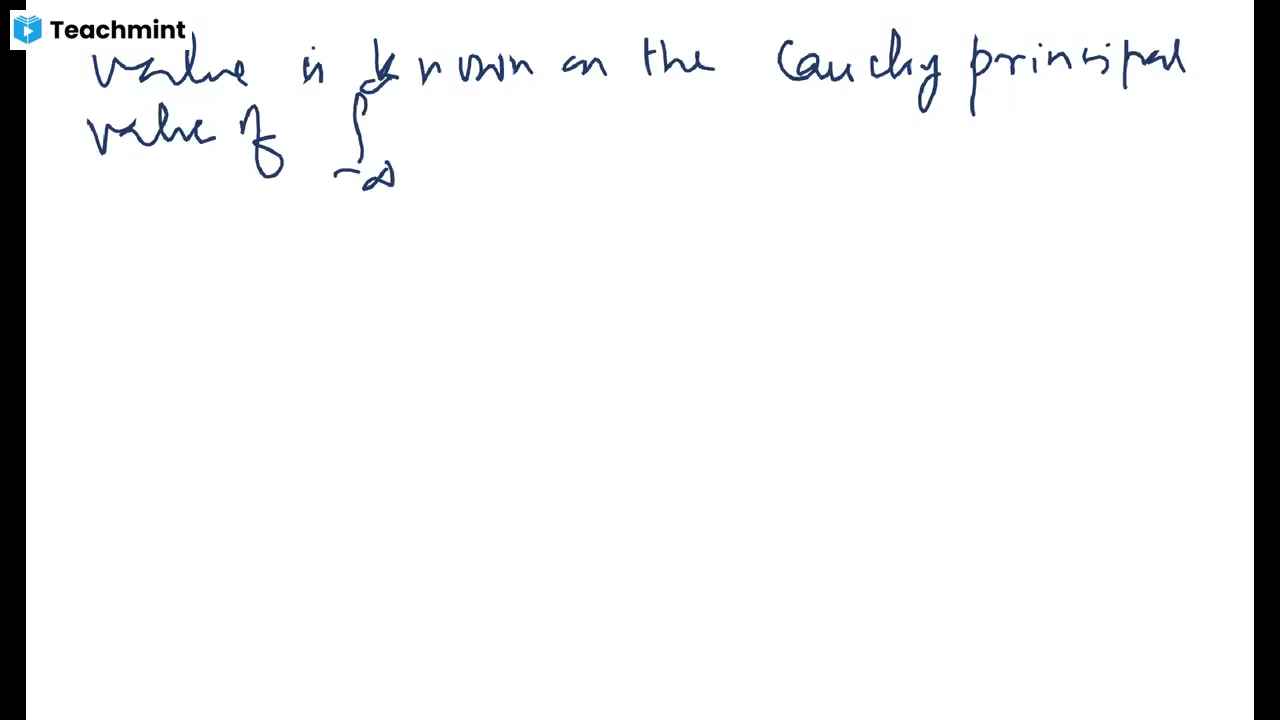 Teachmint
value is known as the Cauchy principal
value of ∫_{-∞}^{∞}